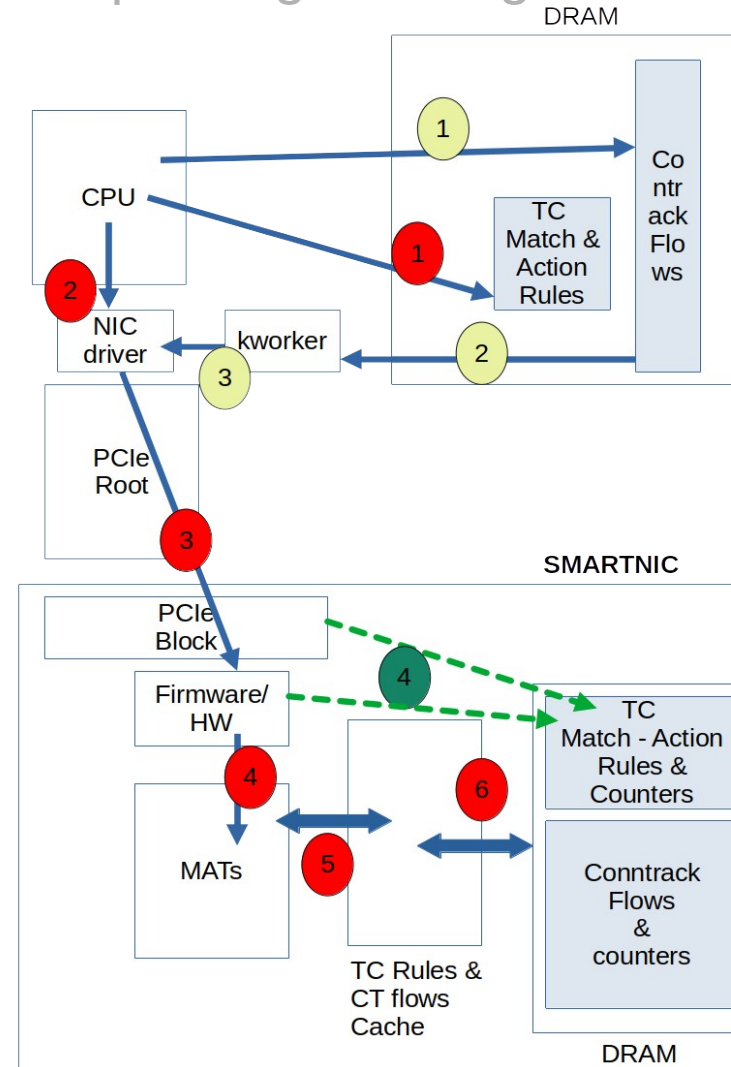 DRAM
1
Co
ntr
ack
Flo
ws
CPU
TC
Match &
Action
Rules
1
2
NIC
driver
kworker
2
3
PCIe
Root
3
SMARTNIC
PCIe
Block
4
Firmware/
HW
TC
Match - Action
Rules &
Counters
4
6
5
MATs
Conntrack
Flows
&
counters
TC Rules &
CT flows
Cache
DRAM